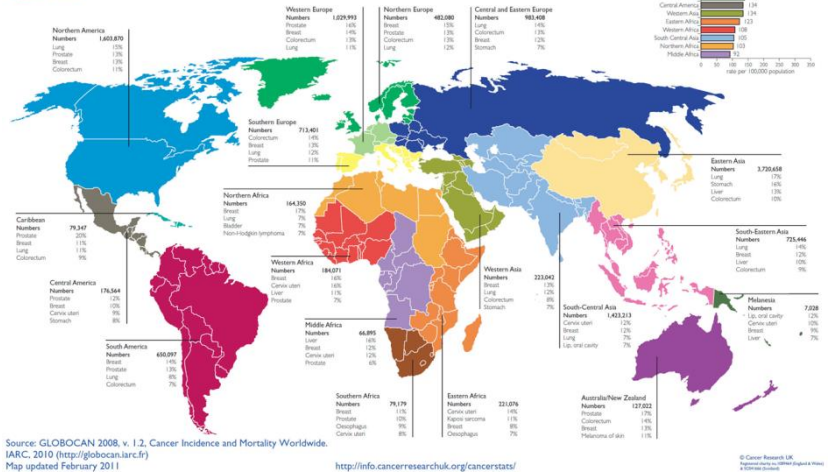 Central America 134
Western Asia 134
Eastern Africa 123
Western Africa 108
South Central Asia 105
Northern Africa 103
Middle Africa 92
0 50 100 150 200 250 300 350
rate per 100,000 population
Northern America
Numbers 1,603,870
Lung 15%
Prostate 13%
Breast 13%
Colorectum 11%
Western Europe
Numbers 1,029,993
Prostate 16%
Breast 14%
Colorectum 13%
Lung 11%
Northern Europe
Numbers 482,080
Breast 15%
Prostate 13%
Colorectum 13%
Lung 12%
Central and Eastern Europe
Numbers 983,408
Lung 14%
Colorectum 13%
Breast 12%
Stomach 7%
Southern Europe
Numbers 713,401
Colorectum 14%
Breast 13%
Lung 12%
Prostate 11%
Eastern Asia
Numbers 3,720,658
Lung 17%
Stomach 16%
Liver 13%
Colorectum 10%
Northern Africa
Numbers 164,350
Breast 17%
Lung 7%
Bladder 7%
Non-Hodgkin lymphoma 7%
Caribbean
Numbers 79,347
Prostate 20%
Breast 11%
Lung 11%
Colorectum 9%
South-Eastern Asia
Numbers 725,446
Lung 14%
Breast 12%
Liver 10%
Colorectum 9%
Western Africa
Numbers 184,071
Breast 16%
Cervix uteri 16%
Liver 11%
Prostate 7%
Western Asia
Numbers 223,042
Breast 13%
Lung 12%
Colorectum 8%
Stomach 7%
Central America
Numbers 176,564
Prostate 12%
Breast 10%
Cervix uteri 9%
Stomach 8%
South-Central Asia
Numbers 1,423,213
Cervix uteri 12%
Breast 12%
Lung 7%
Lip, oral cavity 7%
Melanesia
Numbers 7,028
Lip, oral cavity 12%
Cervix uteri 10%
Breast 9%
Liver 7%
Middle Africa
Numbers 66,895
Liver 16%
Breast 12%
Cervix uteri 12%
Prostate 6%
South America
Numbers 650,097
Breast 14%
Prostate 13%
Lung 8%
Colorectum 7%
Southern Africa
Numbers 79,179
Breast 11%
Prostate 10%
Oesophagus 9%
Cervix uteri 8%
Eastern Africa
Numbers 221,076
Cervix uteri 14%
Kaposi sarcoma 11%
Breast 8%
Oesophagus 7%
Australia/New Zealand
Numbers 127,022
Prostate 17%
Colorectum 14%
Breast 13%
Melanoma of skin 11%
Source: GLOBOCAN 2008, v. 1.2, Cancer Incidence and Mortality Worldwide.
IARC, 2010 (http://globocan.iarc.fr)
Map updated February 2011
http://info.cancerresearchuk.org/cancerstats/
© Cancer Research UK